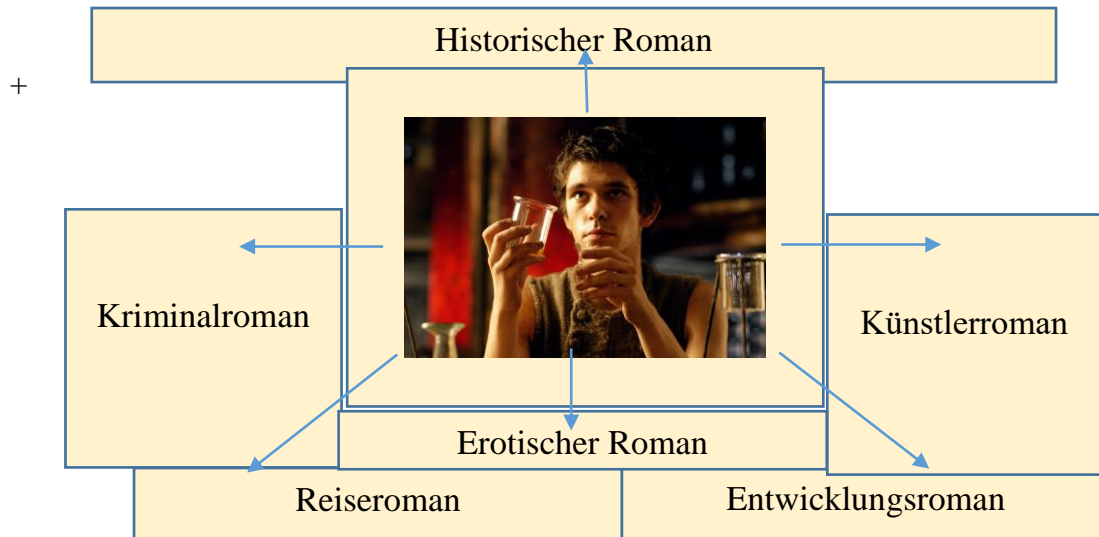 Historischer Roman
+
Kriminalroman
Künstlerroman
Erotischer Roman
Reiseroman
Entwicklungsroman